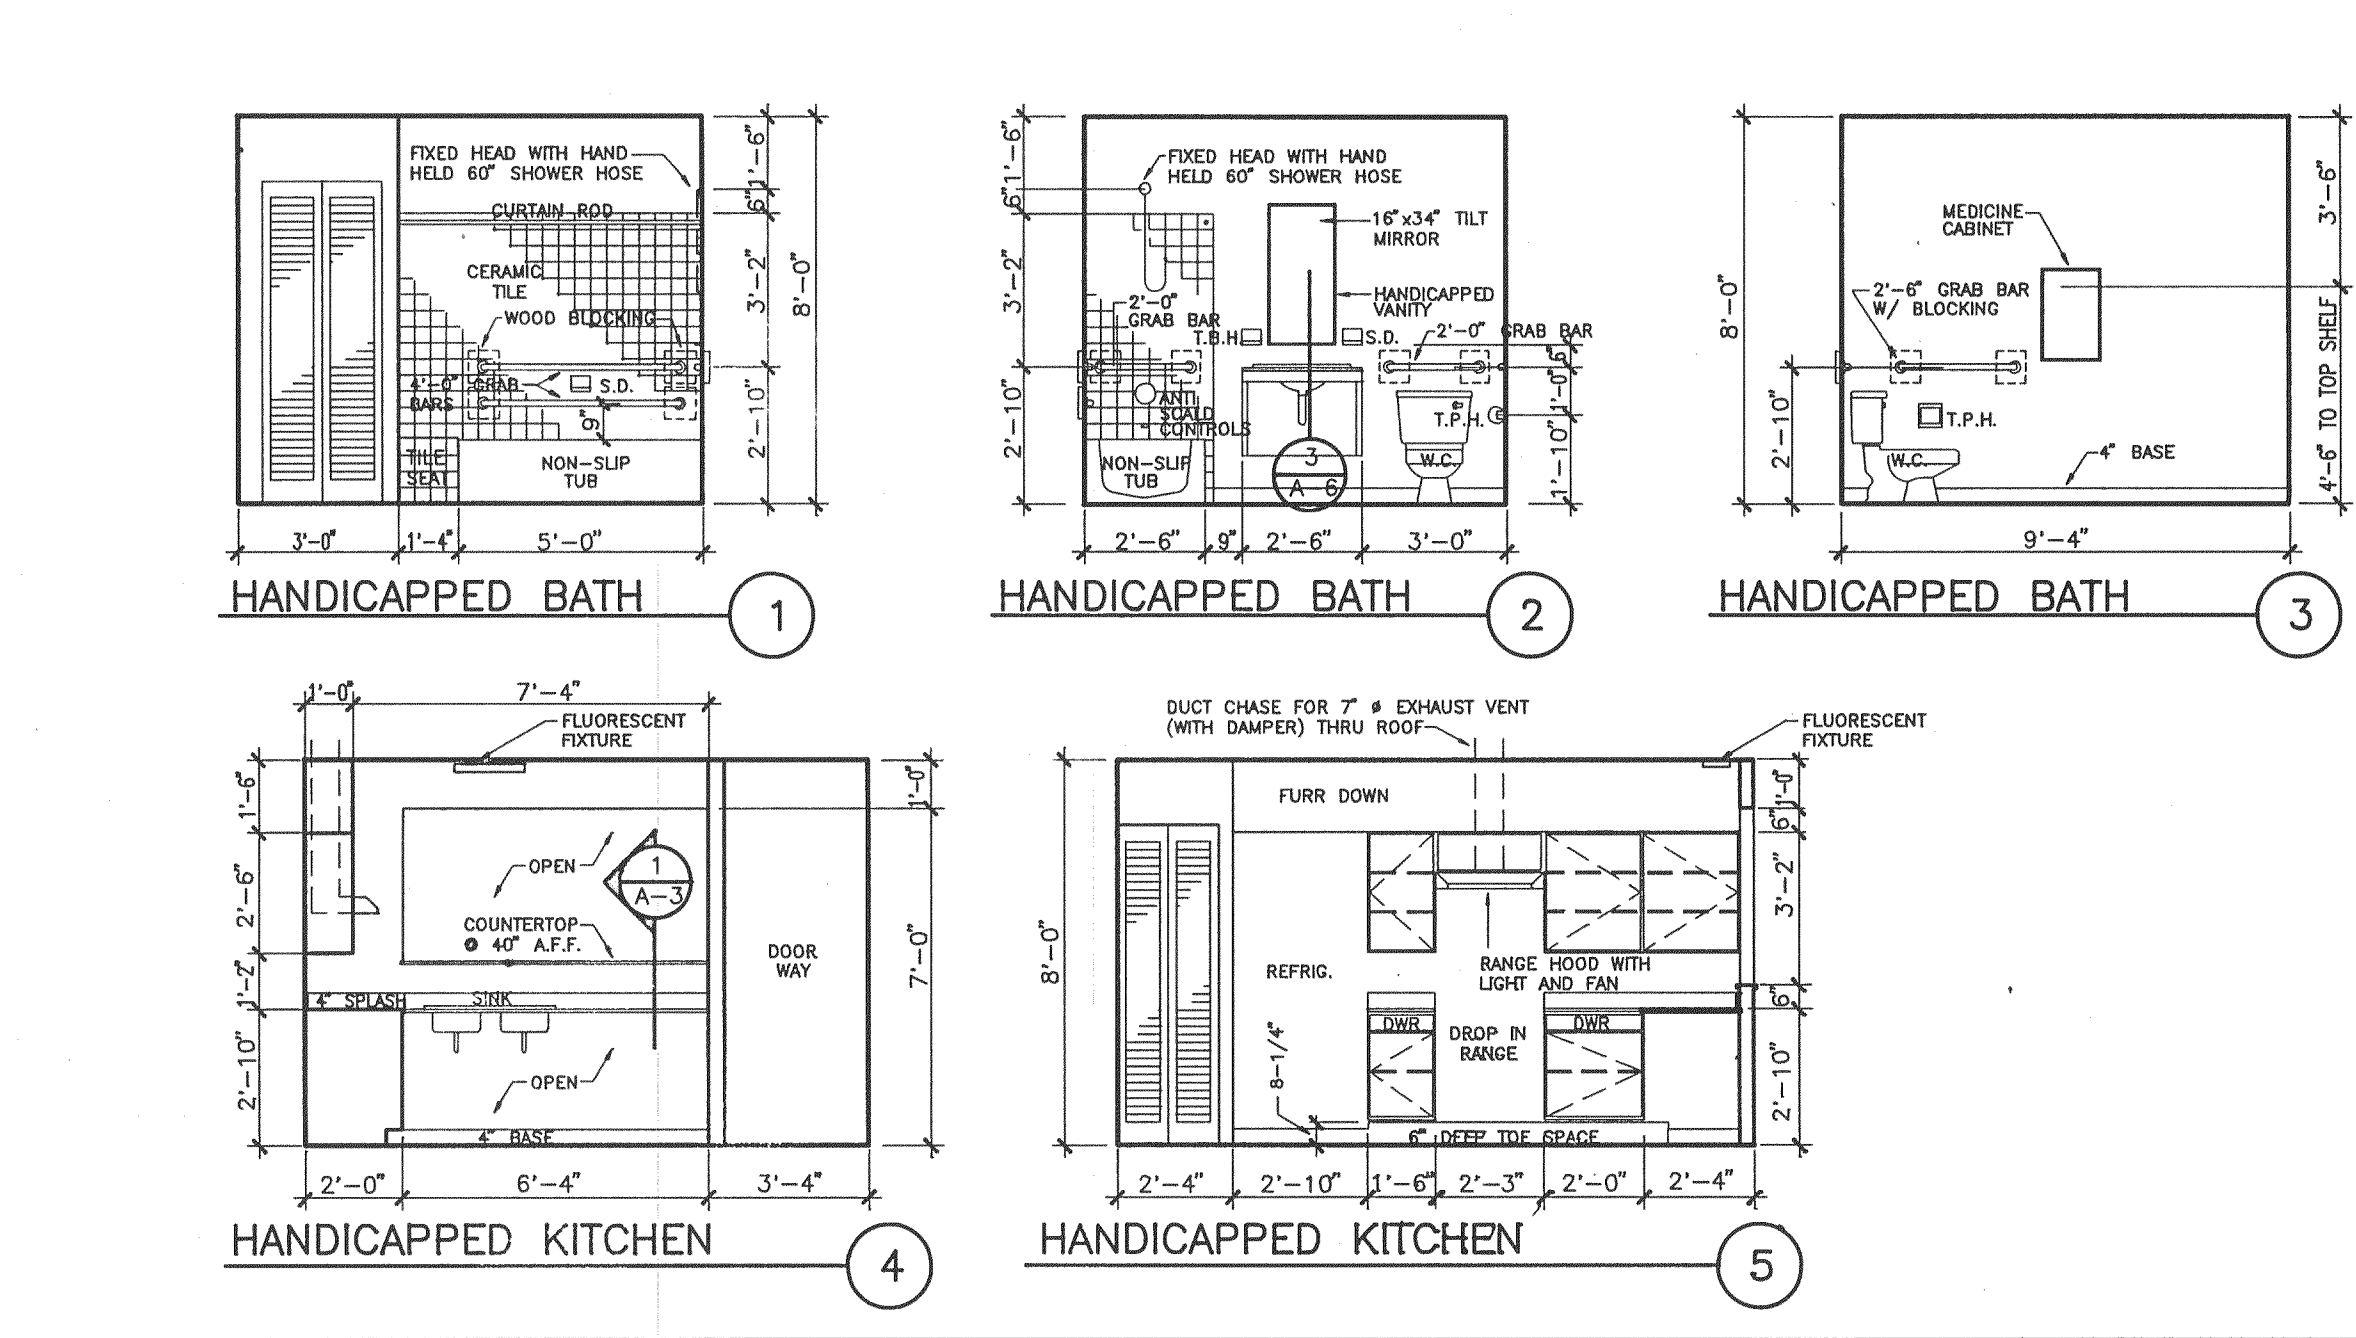 FIXED HEAD WITH HAND
HELD 60" SHOWER HOSE
CURTAIN ROD
CERAMIC
TILE
WOOD BLOCKING
4'-0" GRAB
BARS
S.D.
9"
TILE
SEAT
NON-SLIP
TUB
1'-6"
6"
3'-2"
2'-10"
8'-0"
3'-0"
1'-4"
5'-0"
HANDICAPPED BATH
1
1'-6"
6"
3'-2"
2'-10"
FIXED HEAD WITH HAND
HELD 60" SHOWER HOSE
16"x34" TILT
MIRROR
HANDICAPPED
VANITY
2'-0"
GRAB BAR
T.B.H.
S.D.
2'-0" GRAB BAR
ANTI
SCALD
CONTROLS
T.P.H.
NON-SLIP
TUB
W.C.
3
A-6
6"
1'-0"
1'-10"
2'-6"
9"
2'-6"
3'-0"
HANDICAPPED BATH
2
8'-0"
2'-10"
MEDICINE
CABINET
2'-6" GRAB BAR
W/ BLOCKING
T.P.H.
W.C.
4" BASE
3'-6"
4'-6" TO TOP SHELF
9'-4"
HANDICAPPED BATH
3
1'-0"
7'-4"
FLUORESCENT
FIXTURE
1'-6"
2'-6"
1'-2"
2'-10"
OPEN
1
A-3
COUNTERTOP
@ 40" A.F.F.
4" SPLASH
SINK
OPEN
4" BASE
DOOR
WAY
1'-0"
7'-0"
2'-0"
6'-4"
3'-4"
HANDICAPPED KITCHEN
4
DUCT CHASE FOR 7" ø EXHAUST VENT
(WITH DAMPER) THRU ROOF
FLUORESCENT
FIXTURE
8'-0"
FURR DOWN
REFRIG.
RANGE HOOD WITH
LIGHT AND FAN
DWR
DROP IN
RANGE
DWR
8-1/4"
6" DEEP TOE SPACE
1'-0"
6"
3'-2"
6"
2'-10"
2'-4"
2'-10"
1'-6"
2'-3"
2'-0"
2'-4"
HANDICAPPED KITCHEN
5